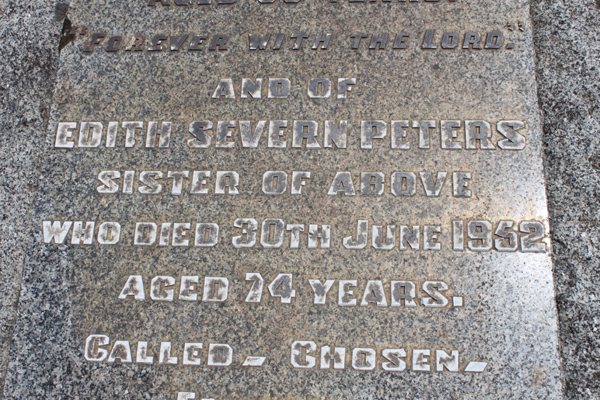 "Forever with the Lord."
And of
Edith Severn Peters
Sister of Above
Who Died 30th June 1952
Aged 74 Years.
Called – Chosen –